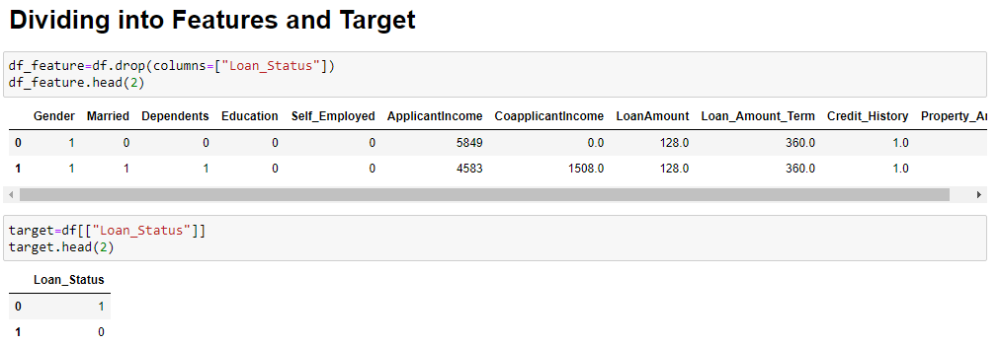 Dividing into Features and Target
df_feature=df.drop(columns=["Loan_Status"])
df_feature.head(2)
Gender Married Dependents Education Self_Employed ApplicantIncome CoapplicantIncome LoanAmount Loan_Amount_Term Credit_History Property_Ar
0 1 0 0 0 0 5849 0.0 128.0 360.0 1.0
1 1 1 1 0 0 4583 1508.0 128.0 360.0 1.0
target=df[["Loan_Status"]]
target.head(2)
Loan_Status
0 1
1 0